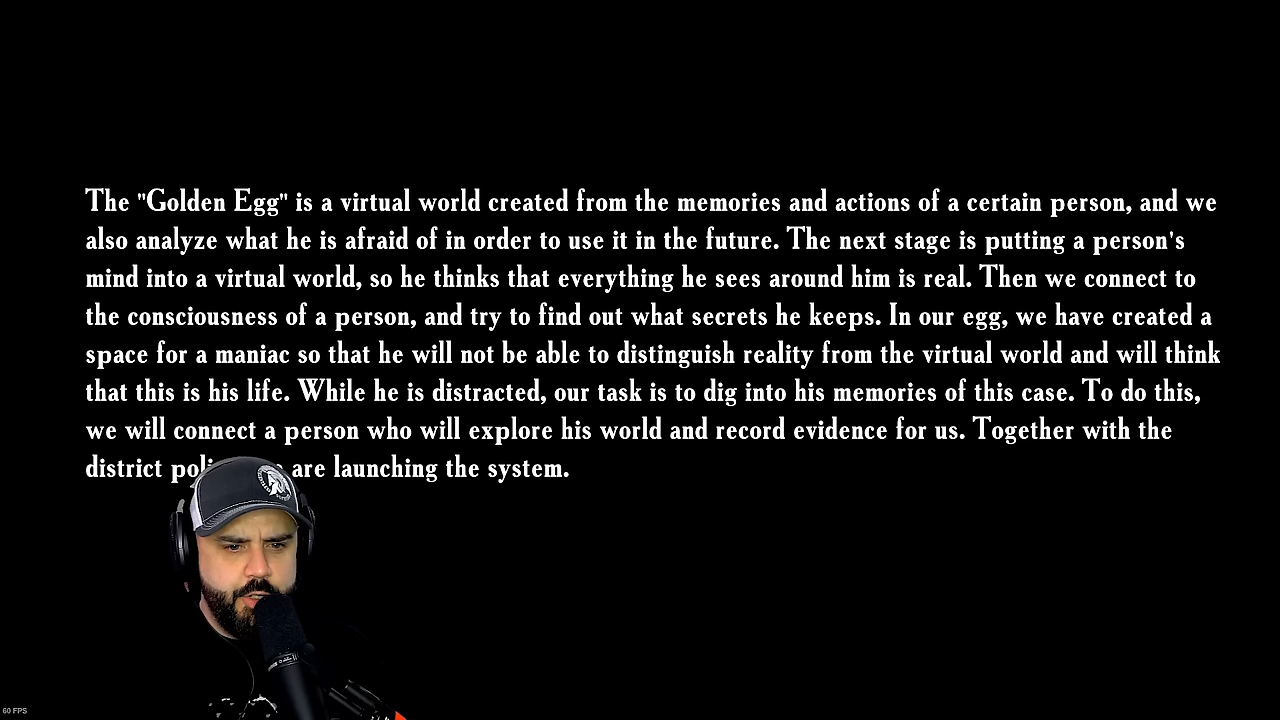 The "Golden Egg" is a virtual world created from the memories and actions of a certain person, and we
also analyze what he is afraid of in order to use it in the future. The next stage is putting a person's
mind into a virtual world, so he thinks that everything he sees around him is real. Then we connect to
the consciousness of a person, and try to find out what secrets he keeps. In our egg, we have created a
space for a maniac so that he will not be able to distinguish reality from the virtual world and will think
that this is his life. While he is distracted, our task is to dig into his memories of this case. To do this,
we will connect a person who will explore his world and record evidence for us. Together with the
district are launching the system.
60 FPS